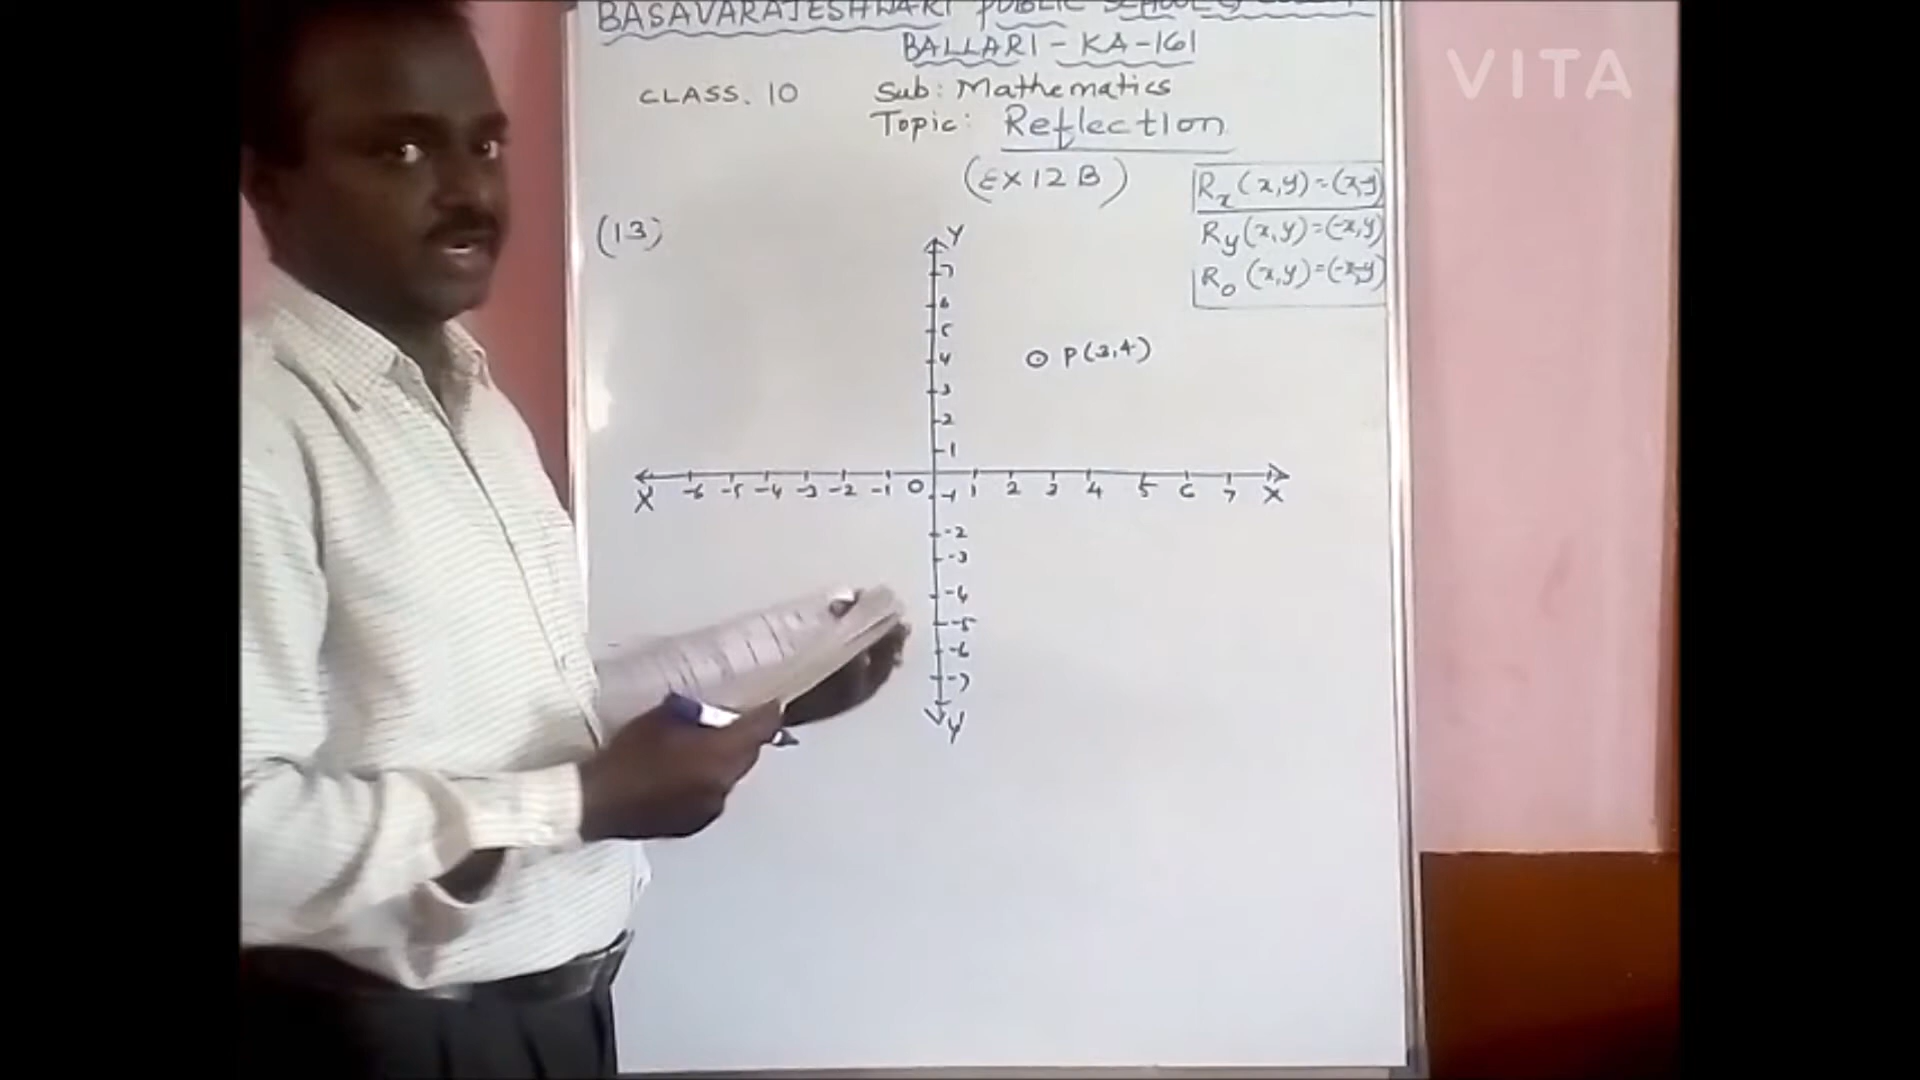 BASAVARAJESHWARI PUBLIC SCHOOL
BALLARI - KA-161
VITA
CLASS. 10 Sub: Mathematics
Topic: Reflection
(EX 12 B)
Rx (x,y) = (x,-y)
Ry (x,y) = (-x,y)
Ro (x,y) = (-x,-y)
(13)
Y
7
6
5
4
P(3,4)
3
2
1
-6 -5 -4 -3 -2 -1 O 1 2 3 4 5 6 7
X X
-1
-2
-3
-4
-5
-6
-7
Y